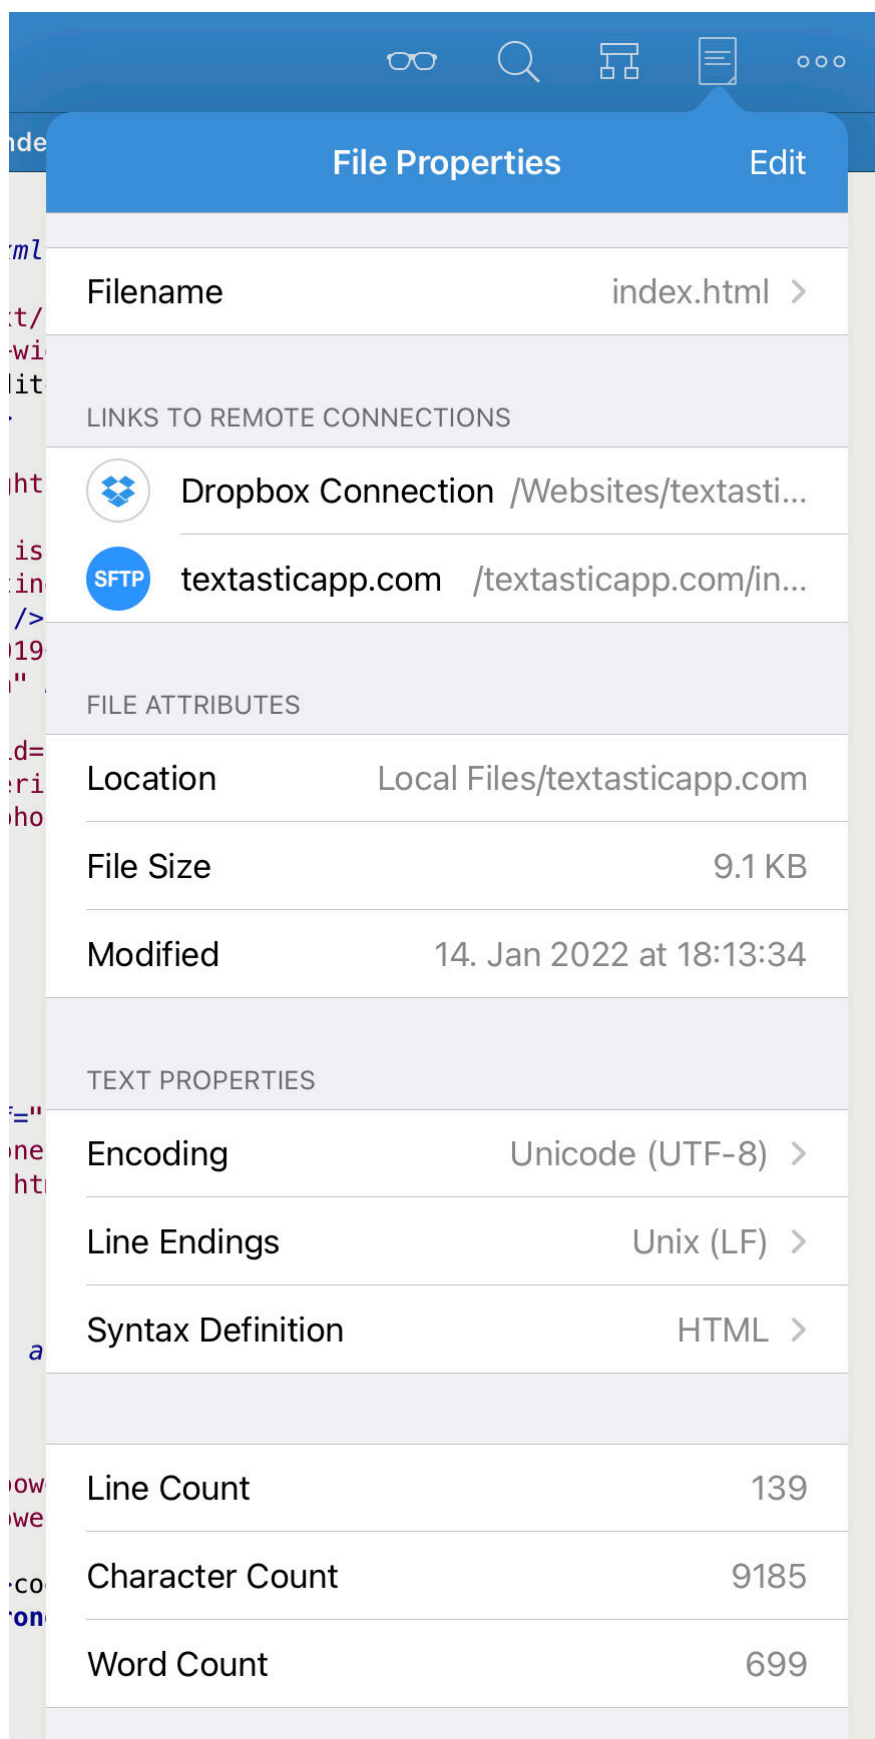 File Properties
Edit
Filename
index.html
LINKS TO REMOTE CONNECTIONS
Dropbox Connection /Websites/textasti...
SFTP textasticapp.com /textasticapp.com/in...
FILE ATTRIBUTES
Location Local Files/textasticapp.com
File Size 9.1 KB
Modified 14. Jan 2022 at 18:13:34
TEXT PROPERTIES
Encoding Unicode (UTF-8)
Line Endings Unix (LF)
Syntax Definition HTML
Line Count 139
Character Count 9185
Word Count 699